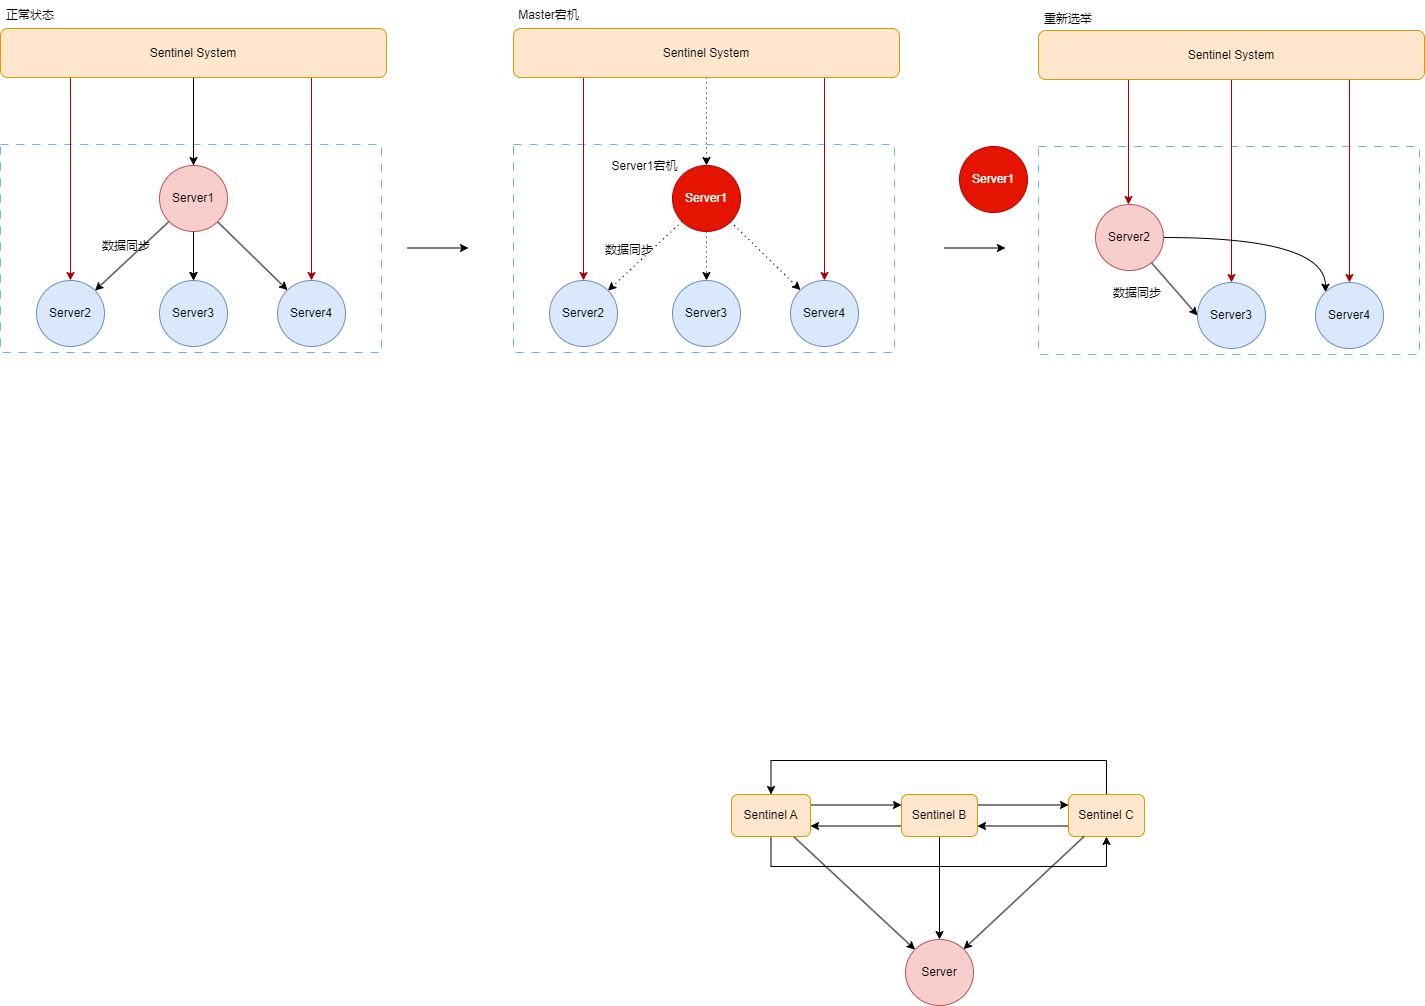 正常状态
Master宕机
重新选举
Sentinel System
Sentinel System
Sentinel System
Server1
数据同步
Server2
Server3
Server4
Server1宕机
Server1
数据同步
Server2
Server3
Server4
Server1
Server2
数据同步
Server3
Server4
Sentinel A
Sentinel B
Sentinel C
Server